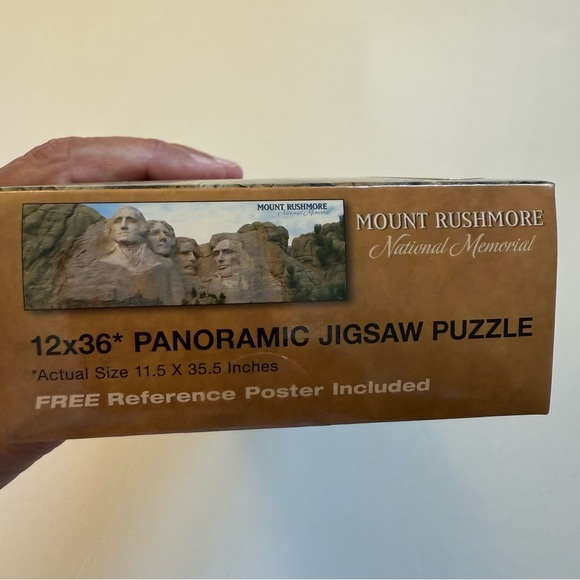 MOUNT RUSHMORE
National Memorial
MOUNT RUSHMORE
National Memorial
12x36* PANORAMIC JIGSAW PUZZLE
*Actual Size 11.5 X 35.5 Inches
FREE Reference Poster Included